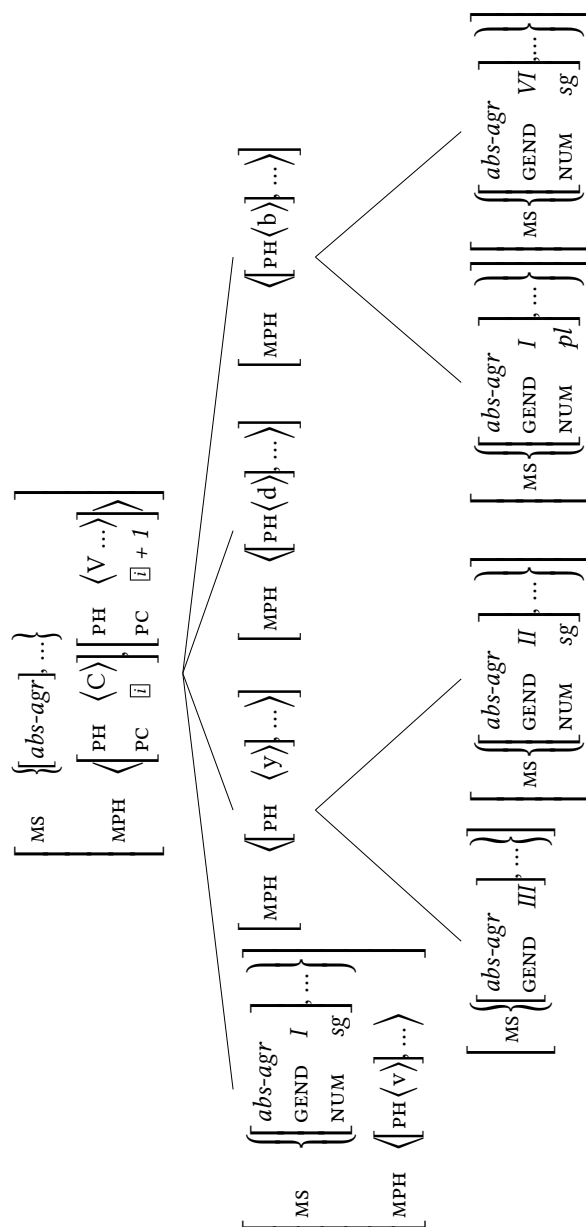 MS {[abs-agr], …}
MPH ⟨[PH ⟨C⟩ PC i], [PH ⟨V …⟩ PC i + 1]⟩
MS {[abs-agr GEND I NUM sg], …}
MPH ⟨[PH ⟨v⟩], …⟩
MPH ⟨[PH ⟨y⟩], …⟩
MPH ⟨[PH ⟨d⟩], …⟩
MPH ⟨[PH ⟨b⟩], …⟩
MS {[abs-agr GEND III], …}
MS {[abs-agr GEND II NUM sg], …}
MS {[abs-agr GEND I NUM pl], …}
MS {[abs-agr GEND VI NUM sg], …}